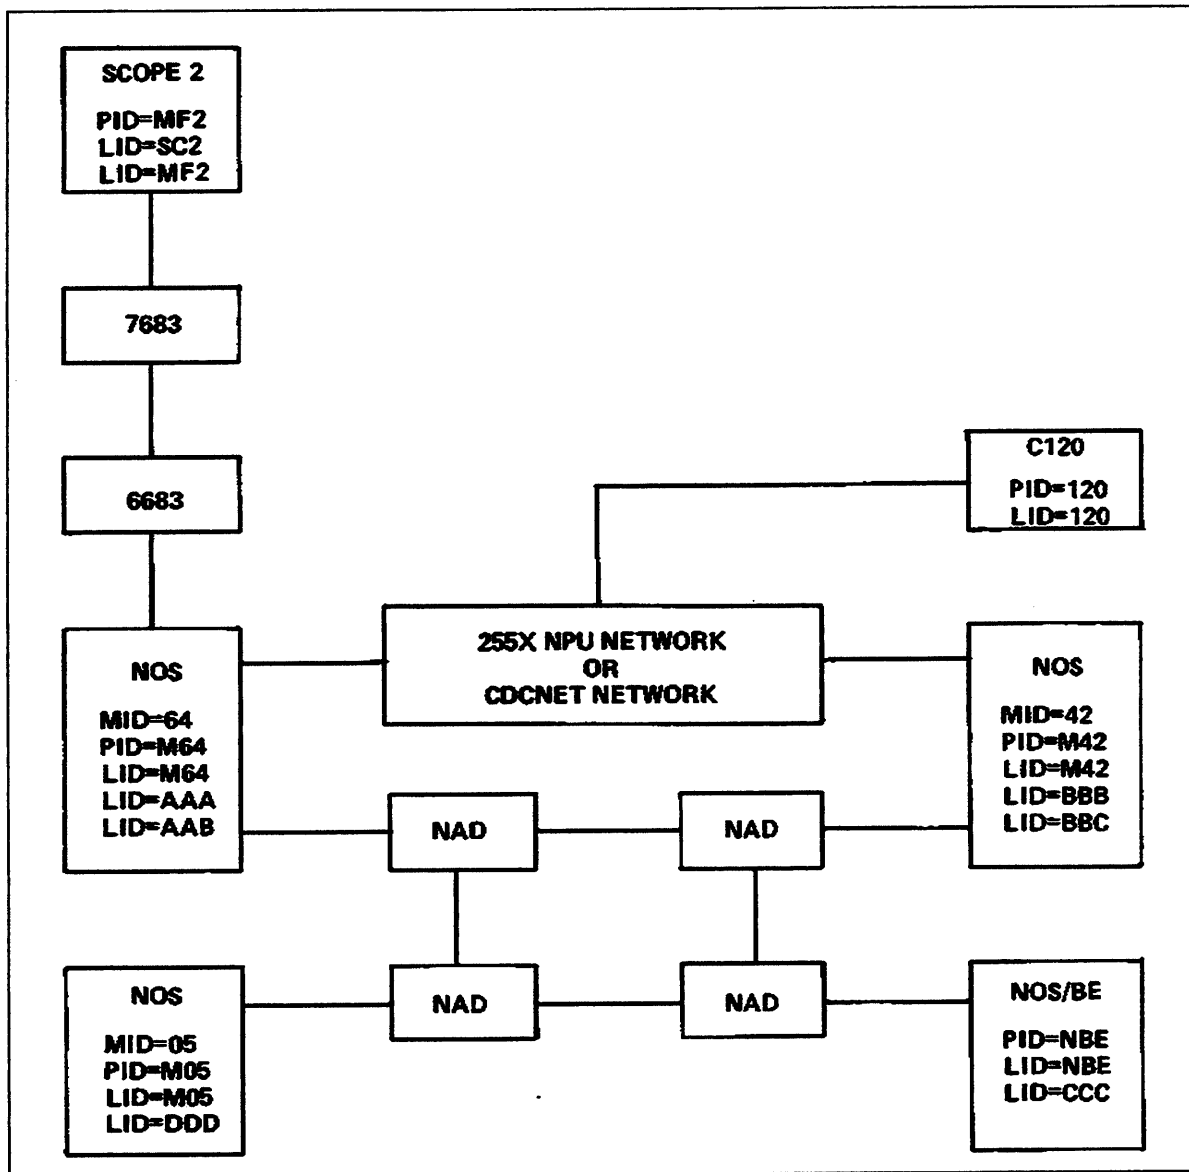 SCOPE 2
PID=MF2
LID=SC2
LID=MF2
7683
6683
C120
PID=120
LID=120
255X NPU NETWORK
OR
CDCNET NETWORK
NOS
MID=64
PID=M64
LID=M64
LID=AAA
LID=AAB
NOS
MID=42
PID=M42
LID=M42
LID=BBB
LID=BBC
NAD
NAD
NOS
MID=05
PID=M05
LID=M05
LID=DDD
NAD
NAD
NOS/BE
PID=NBE
LID=NBE
LID=CCC